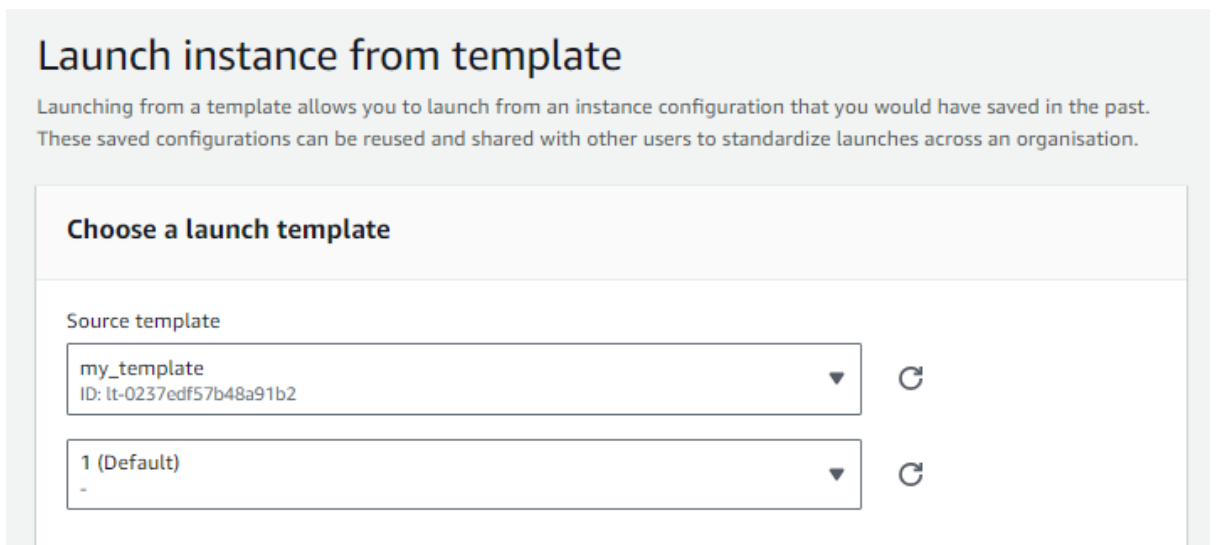 Launch instance from template
Launching from a template allows you to launch from an instance configuration that you would have saved in the past.
These saved configurations can be reused and shared with other users to standardize launches across an organisation.
Choose a launch template
Source template
my_template
ID: lt-0237edf57b48a91b2
1 (Default)
-